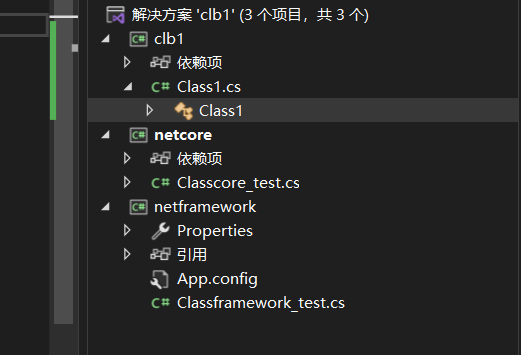 解决方案 'clb1' (3 个项目，共 3 个)
C# clb1
依赖项
C# Class1.cs
Class1
C# netcore
依赖项
C# Classcore_test.cs
C# netframework
Properties
引用
App.config
C# Classframework_test.cs